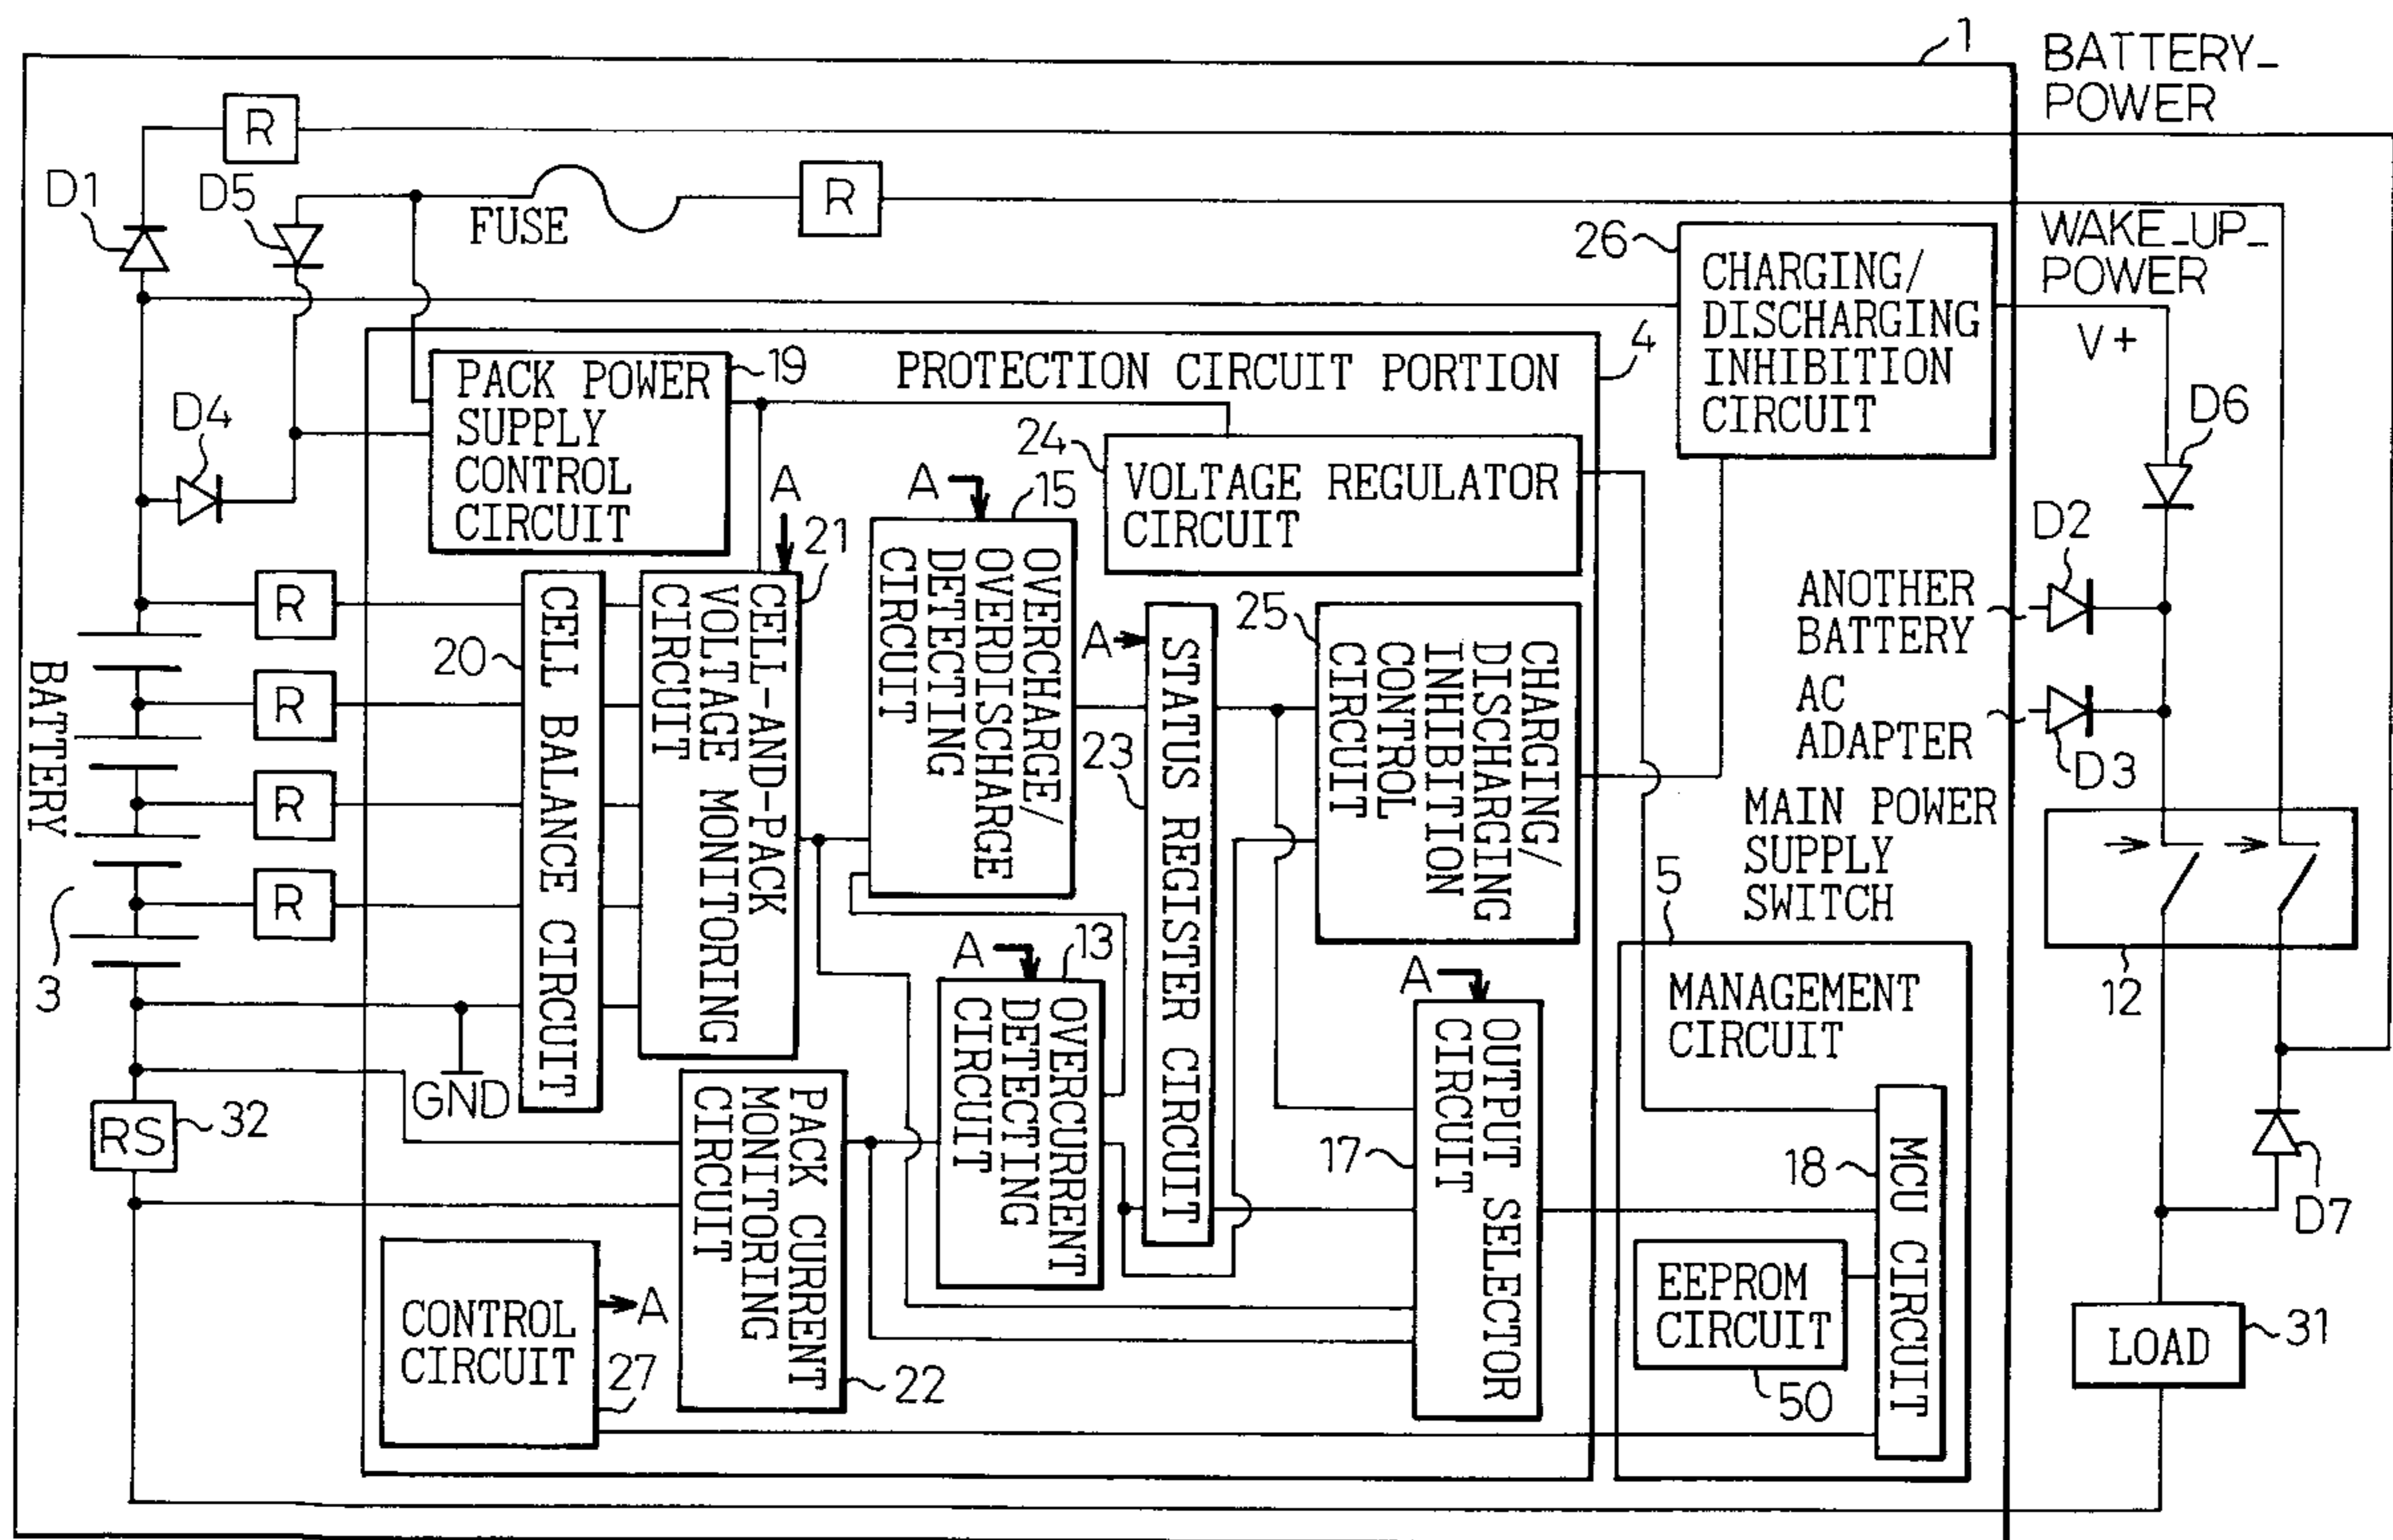 1
BATTERY_
POWER
R
D1
D5
FUSE
R
26
CHARGING/
DISCHARGING
INHIBITION
CIRCUIT
WAKE_UP_
POWER
V+
PACK POWER
SUPPLY
CONTROL
CIRCUIT
19
PROTECTION CIRCUIT PORTION
4
D4
D6
24
VOLTAGE REGULATOR
CIRCUIT
A
21
A
15
D2
ANOTHER
BATTERY
AC
ADAPTER
D3
BATTERY
3
R
R
R
R
20
CELL BALANCE CIRCUIT
CELL-AND-PACK
VOLTAGE MONITORING
CIRCUIT
OVERCHARGE/
OVERDISCHARGE
DETECTING
CIRCUIT
A
23
STATUS REGISTER CIRCUIT
25
CHARGING/
DISCHARGING
INHIBITION
CONTROL
CIRCUIT
MAIN POWER
SUPPLY
SWITCH
12
5
MANAGEMENT
CIRCUIT
A
13
OVERCURRENT
DETECTING
CIRCUIT
A
17
OUTPUT SELECTOR
CIRCUIT
GND
RS
32
PACK CURRENT
MONITORING
CIRCUIT
22
CONTROL
CIRCUIT
A
27
18
MCU CIRCUIT
EEPROM
CIRCUIT
50
D7
LOAD
31